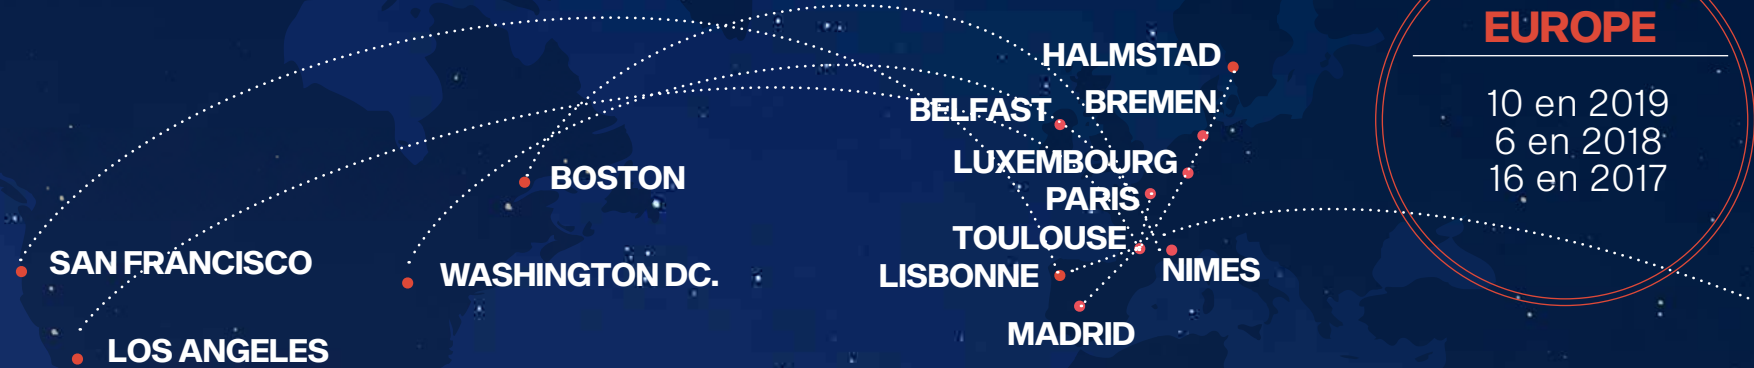 SAN FRANCISCO
LOS ANGELES
BOSTON
WASHINGTON DC.
HALMSTAD
BELFAST
BREMEN
LUXEMBOURG
PARIS
TOULOUSE
LISBONNE
NIMES
MADRID
EUROPE
10 en 2019
6 en 2018
16 en 2017